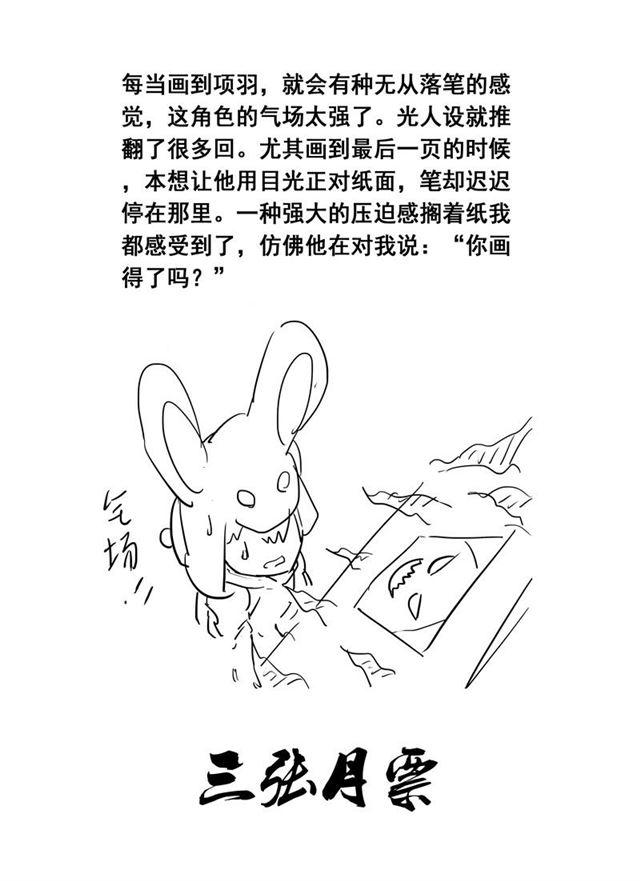 每当画到项羽，就会有种无从落笔的感
觉，这角色的气场太强了。光人设就推
翻了很多回。尤其画到最后一页的时候
，本想让他用目光正对纸面，笔却迟迟
停在那里。一种强大的压迫感搁着纸我
都感受到了，仿佛他在对我说：“你画
得了吗？”
气场!!
三张月票